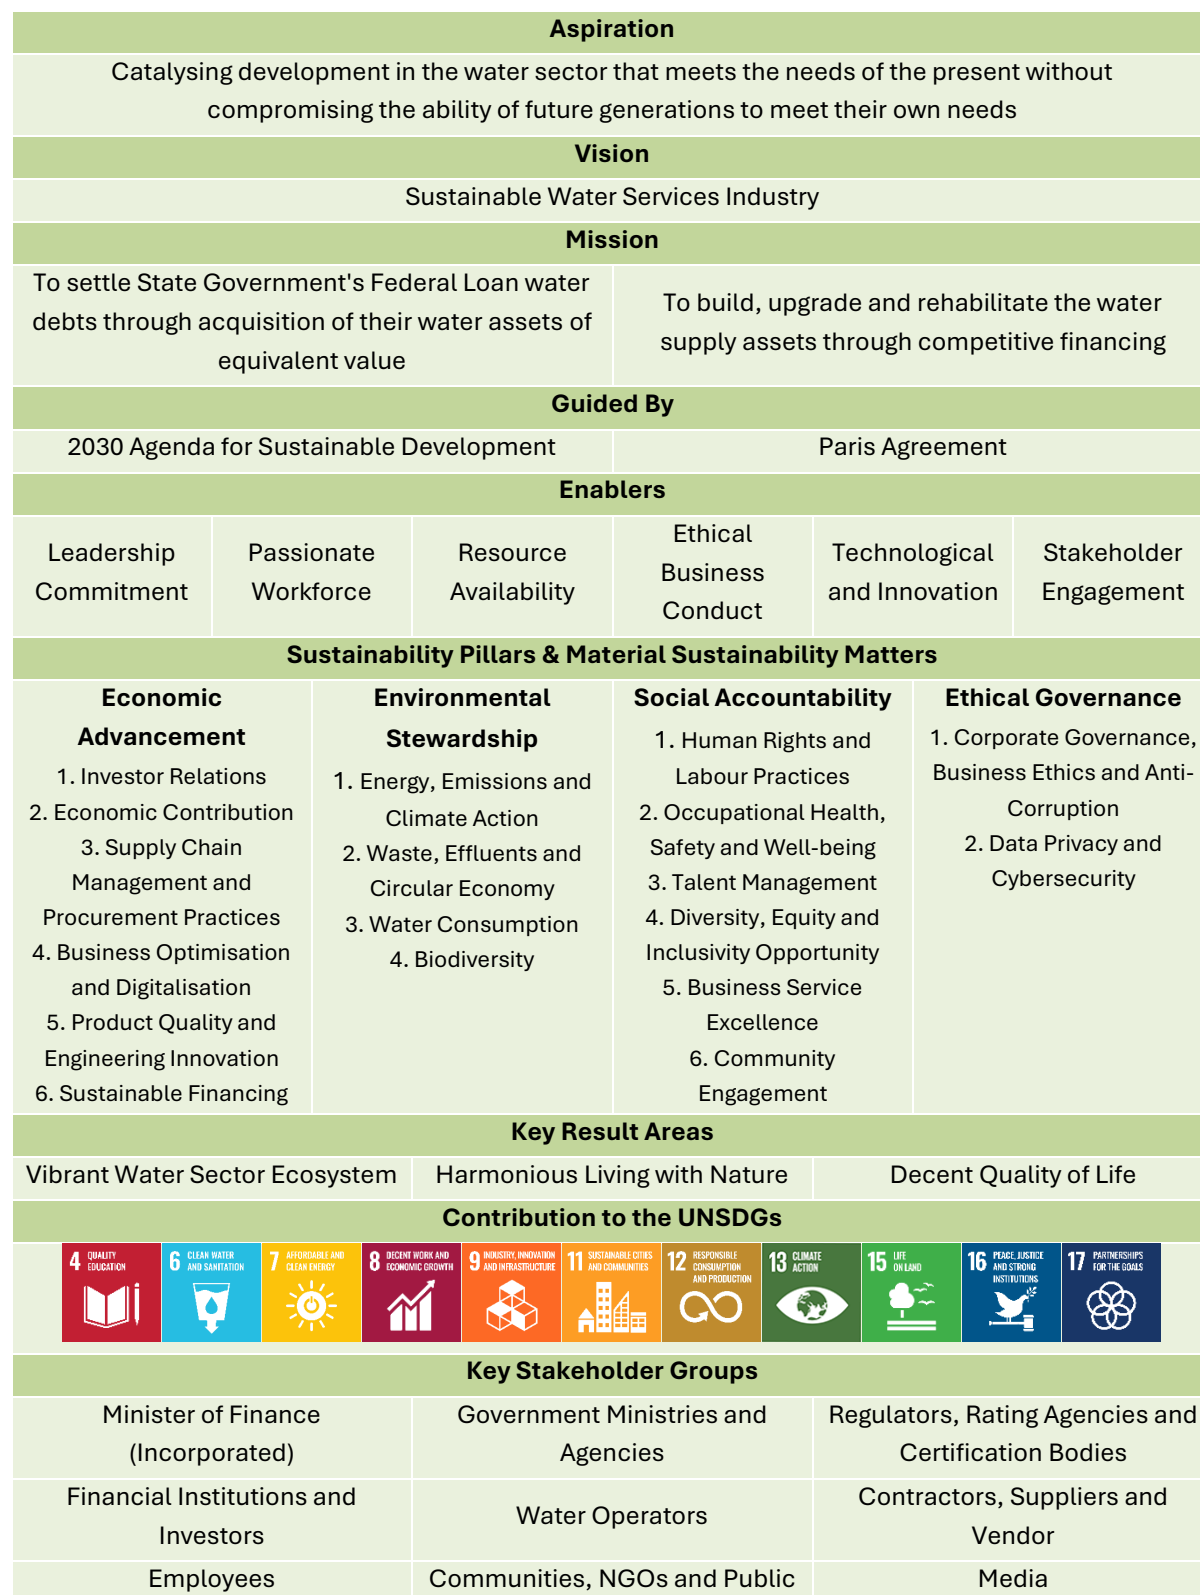 Aspiration
Catalysing development in the water sector that meets the needs of the present without
compromising the ability of future generations to meet their own needs
Vision
Sustainable Water Services Industry
Mission
To settle State Government's Federal Loan water
debts through acquisition of their water assets of
equivalent value
To build, upgrade and rehabilitate the water
supply assets through competitive financing
Guided By
2030 Agenda for Sustainable Development
Paris Agreement
Enablers
Leadership
Commitment
Passionate
Workforce
Resource
Availability
Ethical
Business
Conduct
Technological
and Innovation
Stakeholder
Engagement
Sustainability Pillars & Material Sustainability Matters
Economic
Advancement
1. Investor Relations
2. Economic Contribution
3. Supply Chain
Management and
Procurement Practices
4. Business Optimisation
and Digitalisation
5. Product Quality and
Engineering Innovation
6. Sustainable Financing
Environmental
Stewardship
1. Energy, Emissions and
Climate Action
2. Waste, Effluents and
Circular Economy
3. Water Consumption
4. Biodiversity
Social Accountability
1. Human Rights and
Labour Practices
2. Occupational Health,
Safety and Well-being
3. Talent Management
4. Diversity, Equity and
Inclusivity Opportunity
5. Business Service
Excellence
6. Community
Engagement
Ethical Governance
1. Corporate Governance,
Business Ethics and Anti-
Corruption
2. Data Privacy and
Cybersecurity
Key Result Areas
Vibrant Water Sector Ecosystem
Harmonious Living with Nature
Decent Quality of Life
Contribution to the UNSDGs
4 QUALITY
EDUCATION
6 CLEAN WATER
AND SANITATION
7 AFFORDABLE AND
CLEAN ENERGY
8 DECENT WORK AND
ECONOMIC GROWTH
9 INDUSTRY, INNOVATION
AND INFRASTRUCTURE
11 SUSTAINABLE CITIES
AND COMMUNITIES
12 RESPONSIBLE
CONSUMPTION
AND PRODUCTION
13 CLIMATE
ACTION
15 LIFE
ON LAND
16 PEACE, JUSTICE
AND STRONG
INSTITUTIONS
17 PARTNERSHIPS
FOR THE GOALS
Key Stakeholder Groups
Minister of Finance
(Incorporated)
Government Ministries and
Agencies
Regulators, Rating Agencies and
Certification Bodies
Financial Institutions and
Investors
Water Operators
Contractors, Suppliers and
Vendor
Employees
Communities, NGOs and Public
Media